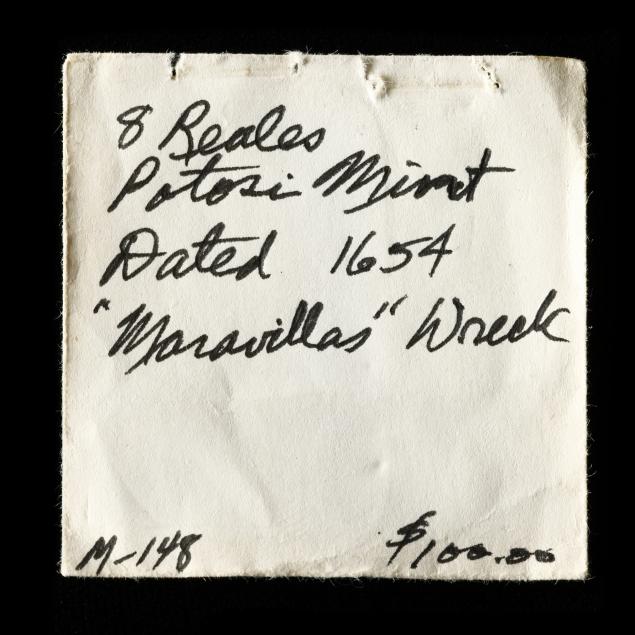 8 Reales
Potosi Mint
Dated 1654
"Maravillas" Wreck
M-148 $100.00